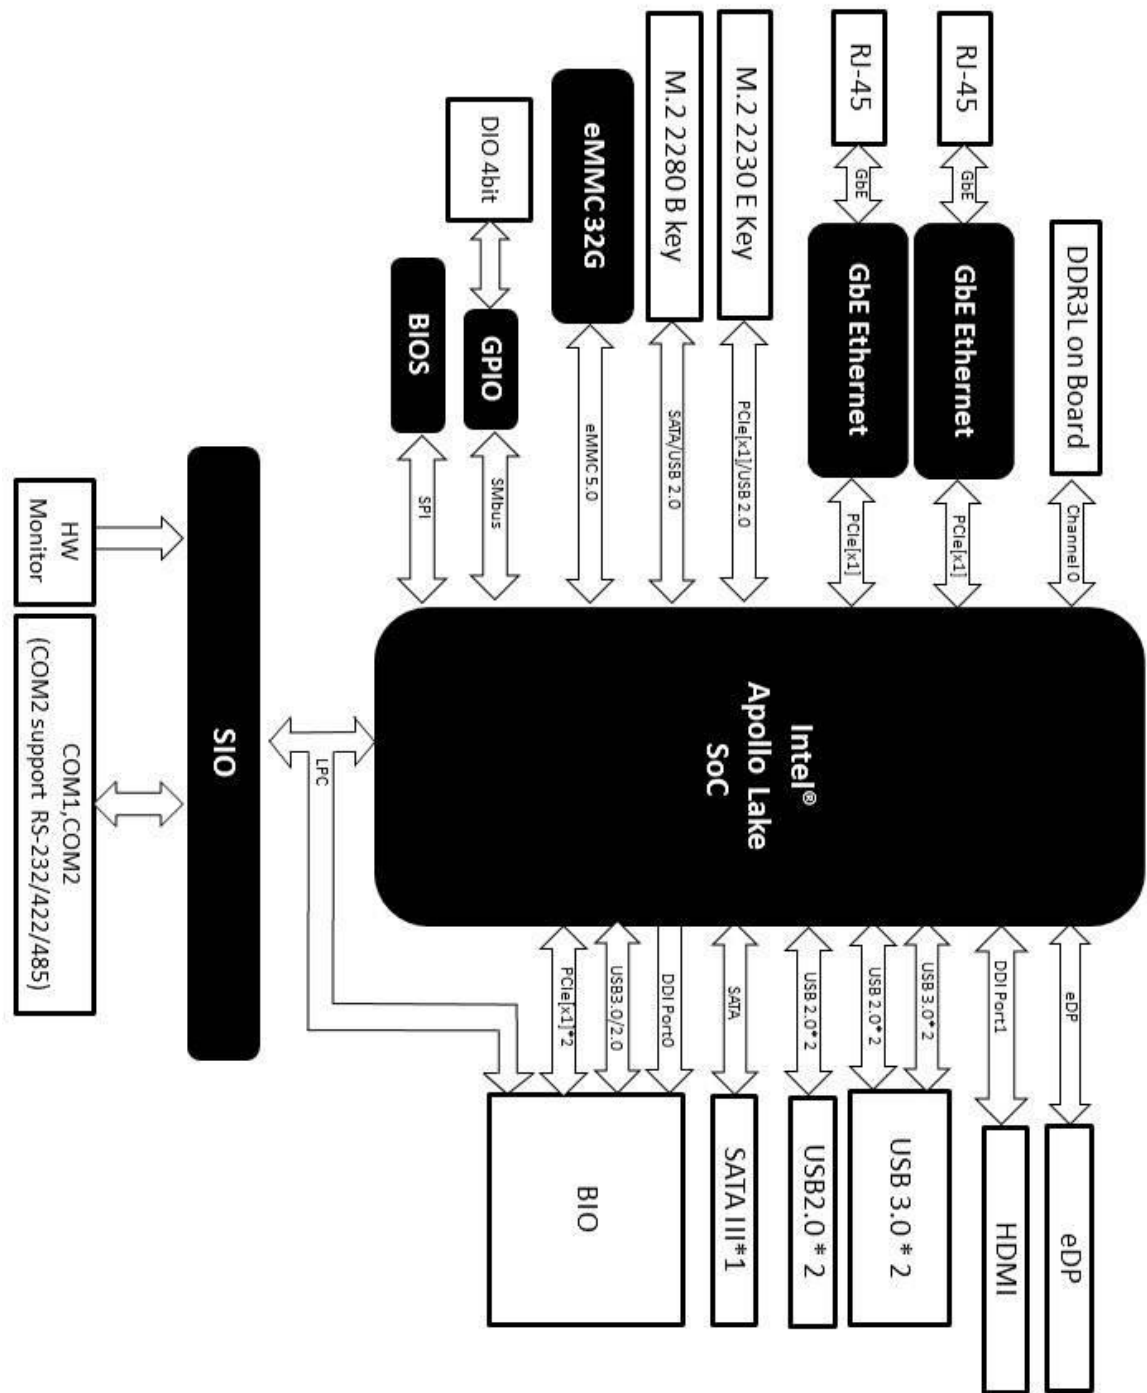 DDR3L on Board
Channel 0
RJ-45
GbE
GbE Ethernet
PCIe[x1]
RJ-45
GbE
GbE Ethernet
PCIe[x1]
M.2 2230 E Key
PCIe[x1]/USB 2.0
M.2 2280 B key
SATA/USB 2.0
eMMC 32G
eMMC 5.0
DIO 4bit
GPIO
SMbus
BIOS
SPI
Intel®
Apollo Lake
SoC
eDP
eDP
DDI Port1
HDMI
USB 3.0* 2
USB 2.0* 2
USB 3.0 * 2
USB 2.0* 2
USB2.0 * 2
SATA
SATA III*1
DDI Port0
USB3.0/2.0
PCIe[x1]*2
BIO
LPC
SIO
HW
Monitor
COM1,COM2
(COM2 support RS-232/422/485)